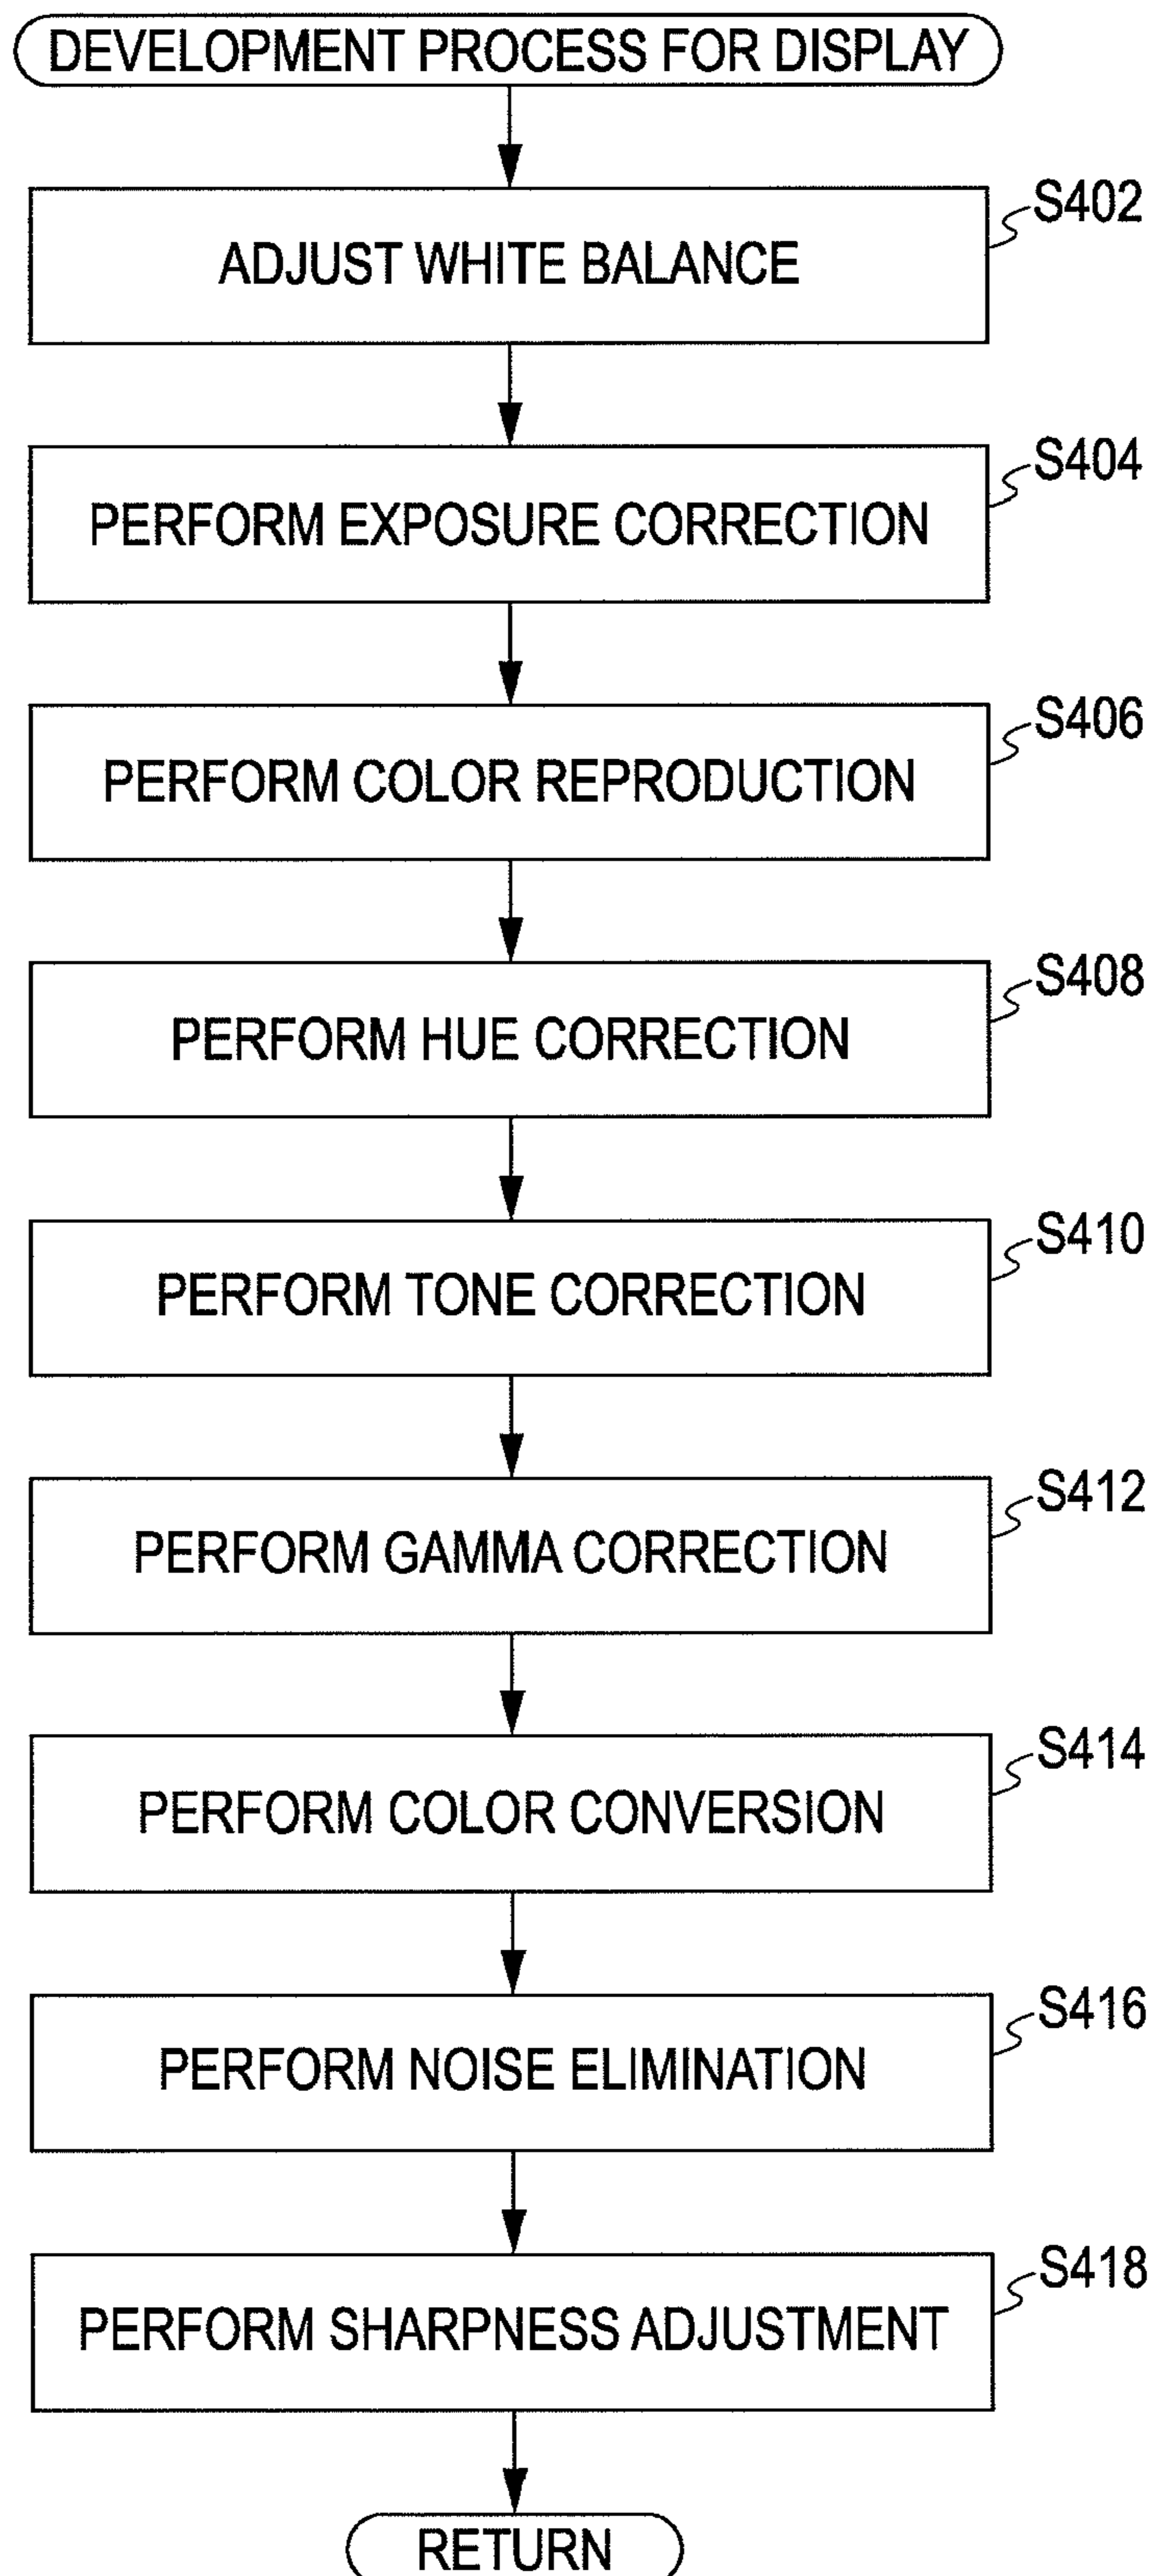 DEVELOPMENT PROCESS FOR DISPLAY
S402
ADJUST WHITE BALANCE
S404
PERFORM EXPOSURE CORRECTION
S406
PERFORM COLOR REPRODUCTION
S408
PERFORM HUE CORRECTION
S410
PERFORM TONE CORRECTION
S412
PERFORM GAMMA CORRECTION
S414
PERFORM COLOR CONVERSION
S416
PERFORM NOISE ELIMINATION
S418
PERFORM SHARPNESS ADJUSTMENT
RETURN